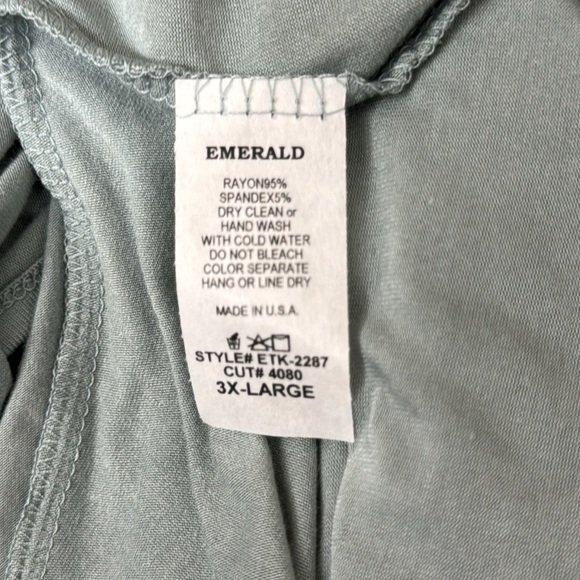 EMERALD
RAYON95%
SPANDEX5%
DRY CLEAN or
HAND WASH
WITH COLD WATER
DO NOT BLEACH
COLOR SEPARATE
HANG OR LINE DRY
MADE IN U.S.A.
STYLE# ETK-2287
CUT# 4080
3X-LARGE